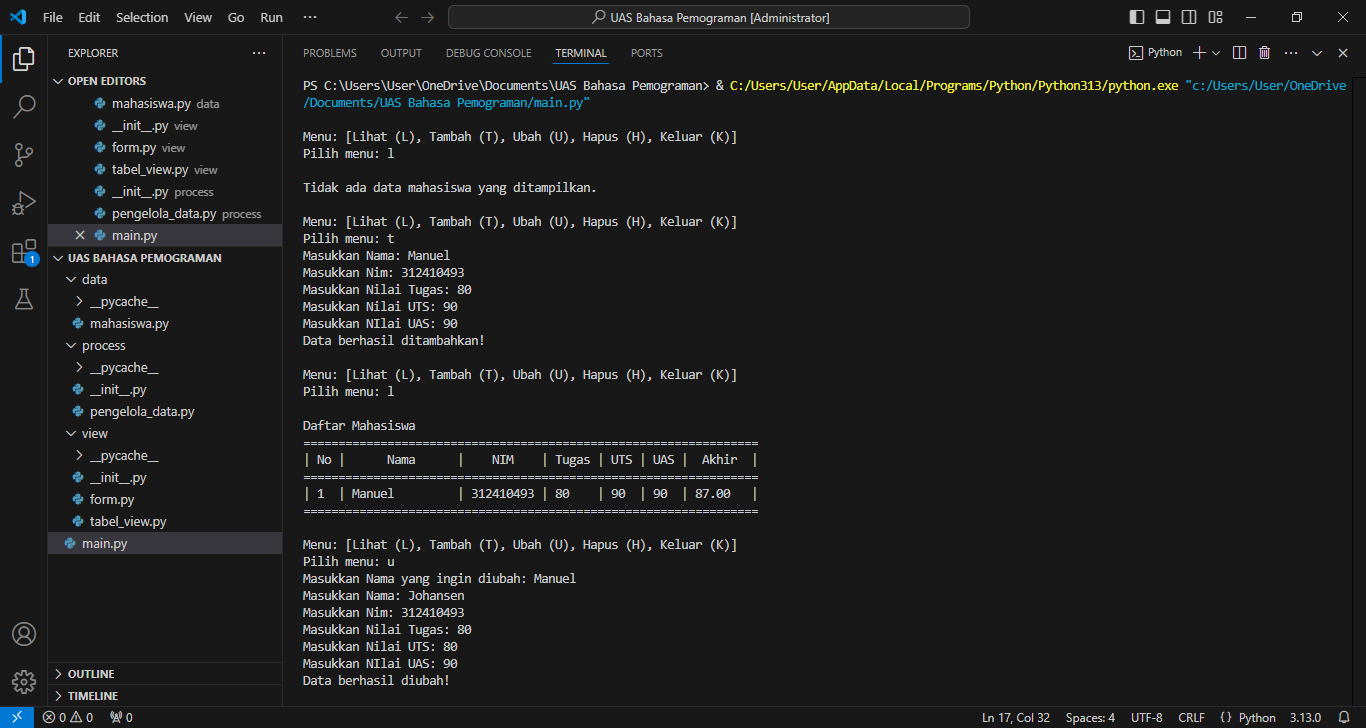 File Edit Selection View Go Run ··· UAS Bahasa Pemograman [Administrator]
EXPLORER ···
OPEN EDITORS
mahasiswa.py data
__init__.py view
form.py view
tabel_view.py view
__init__.py process
pengelola_data.py process
main.py
UAS BAHASA PEMOGRAMAN
data
__pycache__
mahasiswa.py
process
__pycache__
__init__.py
pengelola_data.py
view
__pycache__
__init__.py
form.py
tabel_view.py
main.py
OUTLINE
TIMELINE
1
PROBLEMS OUTPUT DEBUG CONSOLE TERMINAL PORTS Python ···
PS C:\Users\User\OneDrive\Documents\UAS Bahasa Pemograman> & C:/Users/User/AppData/Local/Programs/Python/Python313/python.exe "c:/Users/User/OneDrive
/Documents/UAS Bahasa Pemograman/main.py"
Menu: [Lihat (L), Tambah (T), Ubah (U), Hapus (H), Keluar (K)]
Pilih menu: l
Tidak ada data mahasiswa yang ditampilkan.
Menu: [Lihat (L), Tambah (T), Ubah (U), Hapus (H), Keluar (K)]
Pilih menu: t
Masukkan Nama: Manuel
Masukkan Nim: 312410493
Masukkan Nilai Tugas: 80
Masukkan Nilai UTS: 90
Masukkan NIlai UAS: 90
Data berhasil ditambahkan!
Menu: [Lihat (L), Tambah (T), Ubah (U), Hapus (H), Keluar (K)]
Pilih menu: l
Daftar Mahasiswa
=================================================================
| No | Nama | NIM | Tugas | UTS | UAS | Akhir |
=================================================================
| 1 | Manuel | 312410493 | 80 | 90 | 90 | 87.00 |
=================================================================
Menu: [Lihat (L), Tambah (T), Ubah (U), Hapus (H), Keluar (K)]
Pilih menu: u
Masukkan Nama yang ingin diubah: Manuel
Masukkan Nama: Johansen
Masukkan Nim: 312410493
Masukkan Nilai Tugas: 80
Masukkan Nilai UTS: 80
Masukkan NIlai UAS: 90
Data berhasil diubah!
0 0 0 Ln 17, Col 32 Spaces: 4 UTF-8 CRLF {} Python 3.13.0